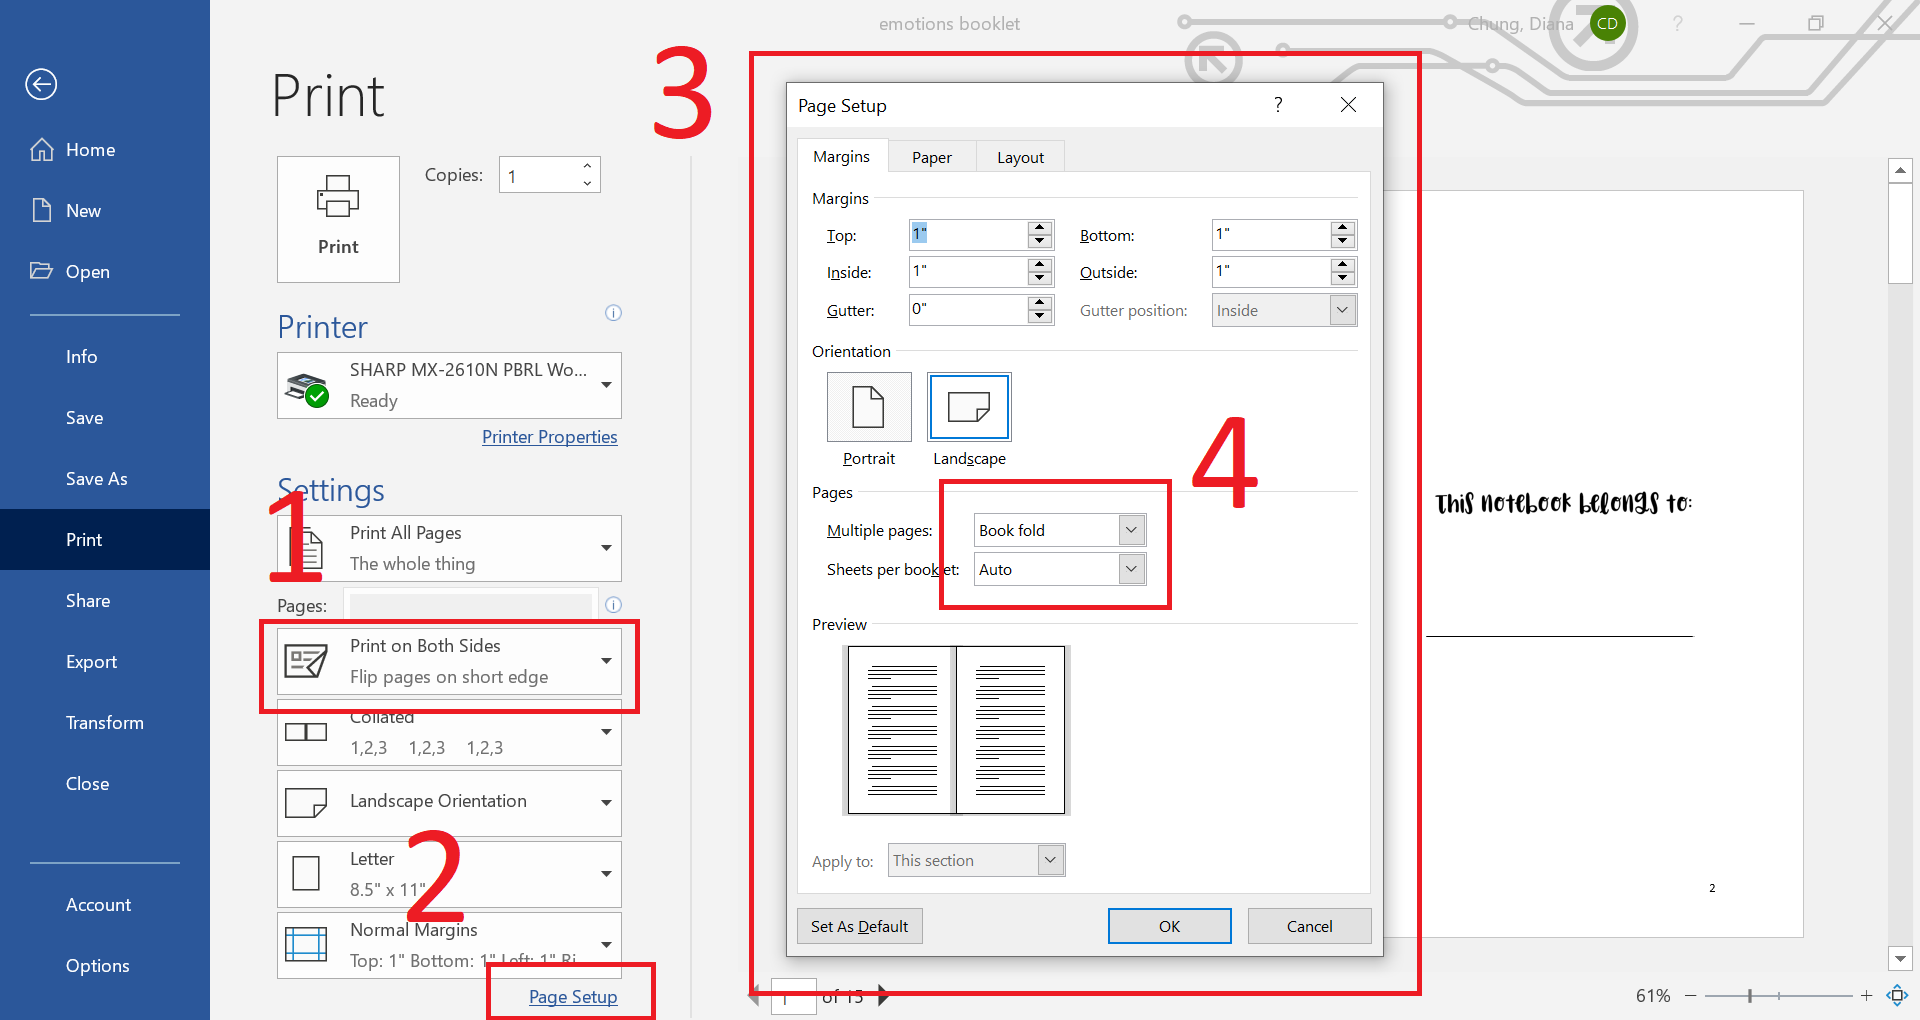 emotions booklet
Chung, Diana
CD
?
Home
New
Open
Info
Save
Save As
Print
Share
Export
Transform
Close
Account
Options
Print
Print
Copies:
1
Printer
SHARP MX-2610N PBRL Wo...
Ready
Printer Properties
Settings
1
Print All Pages
The whole thing
Pages:
Print on Both Sides
Flip pages on short edge
Collated
1,2,3 1,2,3 1,2,3
Landscape Orientation
2
Letter
8.5" x 11"
Normal Margins
Top: 1" Bottom: 1" Left: 1" Ri...
Page Setup
3
Page Setup
?
Margins
Paper
Layout
Margins
Top:
1"
Bottom:
1"
Inside:
1"
Outside:
1"
Gutter:
0"
Gutter position:
Inside
Orientation
Portrait
Landscape
4
Pages
Multiple pages:
Book fold
Sheets per booklet:
Auto
Preview
Apply to:
This section
Set As Default
OK
Cancel
This notebook belongs to:
2
1
of 15
61%